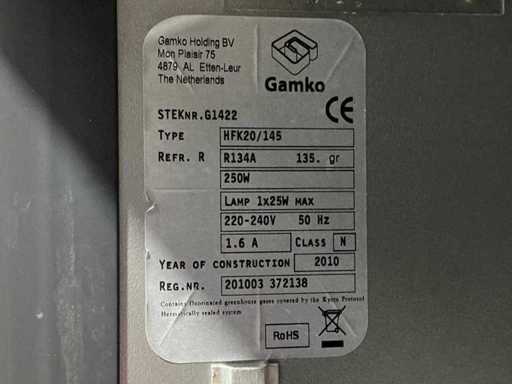 Gamko Holding BV
Mon Plaisir 75
4879 AL Etten-Leur
The Netherlands
Gamko
CE
STEKNR.G1422
TYPE HFK20/145
REFR. R R134A 135. gr
250W
LAMP 1x25W MAX
220-240V 50 Hz
1.6 A CLASS N
YEAR OF CONSTRUCTION 2010
REG.NR. 201003 372138
Contains fluorinated greenhouse gases covered by the Kyoto Protocol
Hermetically sealed system
RoHS